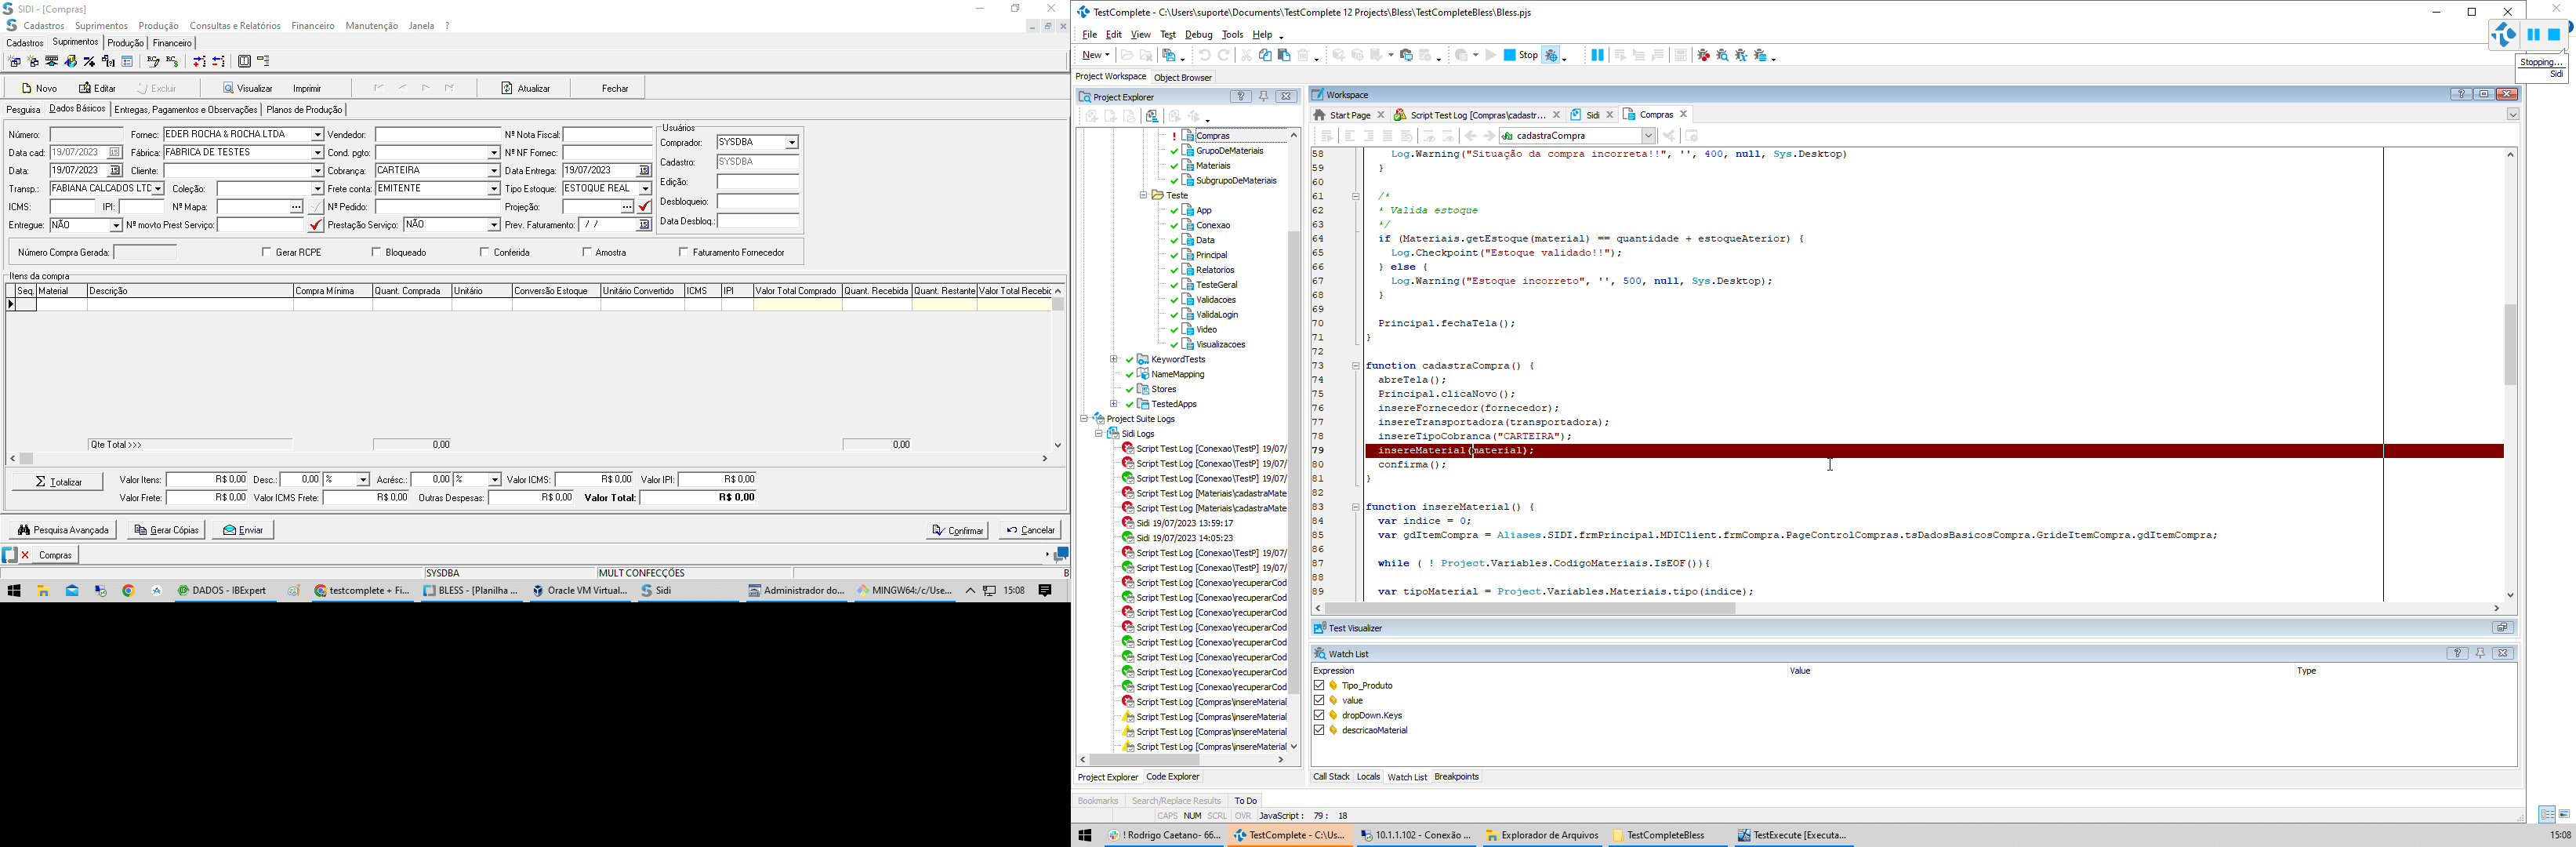 SIDI - [Compras]
Cadastros Suprimentos Produção Consultas e Relatórios Financeiro Manutenção Janela ?
Cadastros Suprimentos Produção Financeiro
Novo Editar Excluir Visualizar Imprimir Atualizar Fechar
Pesquisa Dados Básicos Entregas, Pagamentos e Observações Planos de Produção
Número: Fornec: EDER ROCHA & ROCHA LTDA Vendedor: Nº Nota Fiscal:
Data cad: 19/07/2023 Fábrica: FABRICA DE TESTES Cond. pgto: Nº NF Fornec:
Data: 19/07/2023 Cliente: Cobrança: CARTEIRA Data Entrega: 19/07/2023
Transp.: FABIANA CALCADOS LTC Coleção: Frete conta: EMITENTE Tipo Estoque: ESTOQUE REAL
ICMS: IPI: Nº Mapa: Nº Pedido: Projeção:
Entregue: NÃO Nº movto Prest Serviço: Prestação Serviço: NÃO Prev. Faturamento: / /
Usuários
Comprador: SYSDBA
Cadastro: SYSDBA
Edição:
Desbloqueio:
Data Desbloq.:
Número Compra Gerada: Gerar RCPE Bloqueado Conferida Amostra Faturamento Fornecedor
Itens da compra
Seq. Material Descrição Compra Mínima Quant. Comprada Unitário Conversão Estoque Unitário Convertido ICMS IPI Valor Total Comprado Quant. Recebida Quant. Restante Valor Total Recebic
Qte Total >>> 0,00 0,00
Totalizar Valor Itens: R$ 0,00 Desc.: 0,00 % Acrésc.: 0,00 % Valor ICMS: R$ 0,00 Valor IPI: R$ 0,00
Valor Frete: R$ 0,00 Valor ICMS Frete: R$ 0,00 Outras Despesas: R$ 0,00 Valor Total: R$ 0,00
Pesquisa Avançada Gerar Cópias Enviar Confirmar Cancelar
Compras
SYSDBA MULT CONFECÇÕES B
DADOS - IBExpert testcomplete + Fi... BLESS - [Planilha ... Oracle VM Virtual... Sidi Administrador do... MINGW64:/c/Use... 15:08
TestComplete - C:\Users\suporte\Documents\TestComplete 12 Projects\Bless\TestCompleteBless\Bless.pjs
File Edit View Test Debug Tools Help
New Stop
Stopping...
Sidi
Project Workspace Object Browser
Project Explorer
Compras
GrupoDeMateriais
Materiais
SubgrupoDeMateriais
Teste
App
Conexao
Data
Principal
Relatorios
TesteGeral
Validacoes
ValidaLogin
Video
Visualizacoes
KeywordTests
NameMapping
Stores
TestedApps
Project Suite Logs
Sidi Logs
Script Test Log [Conexao\TestP] 19/07/
Script Test Log [Conexao\TestP] 19/07/
Script Test Log [Conexao\TestP] 19/07/
Script Test Log [Materiais\cadastraMate
Script Test Log [Materiais\cadastraMate
Sidi 19/07/2023 13:59:17
Sidi 19/07/2023 14:05:23
Script Test Log [Conexao\TestP] 19/07/
Script Test Log [Conexao\TestP] 19/07/
Script Test Log [Conexao\recuperarCod
Script Test Log [Conexao\recuperarCod
Script Test Log [Conexao\recuperarCod
Script Test Log [Conexao\recuperarCod
Script Test Log [Conexao\recuperarCod
Script Test Log [Conexao\recuperarCod
Script Test Log [Conexao\recuperarCod
Script Test Log [Conexao\recuperarCod
Script Test Log [Compras\insereMaterial
Script Test Log [Compras\insereMaterial
Script Test Log [Compras\insereMaterial
Script Test Log [Compras\insereMaterial
Project Explorer Code Explorer
Workspace
Start Page Script Test Log [Compras\cadastr... Sidi Compras
cadastraCompra
58 Log.Warning("Situação da compra incorreta!!", '', 400, null, Sys.Desktop)
59 }
60
61 /*
62 * Valida estoque
63 */
64 if (Materiais.getEstoque(material) == quantidade + estoqueAterior) {
65 Log.Checkpoint("Estoque validado!!");
66 } else {
67 Log.Warning("Estoque incorreto", '', 500, null, Sys.Desktop);
68 }
69
70 Principal.fechaTela();
71 }
72
73 function cadastraCompra() {
74 abreTela();
75 Principal.clicaNovo();
76 insereFornecedor(fornecedor);
77 insereTransportadora(transportadora);
78 insereTipoCobranca("CARTEIRA");
79 insereMaterial(material);
80 confirma();
81 }
82
83 function insereMaterial() {
84 var indice = 0;
85 var gdItemCompra = Aliases.SIDI.frmPrincipal.MDIClient.frmCompra.PageControlCompras.tsDadosBasicosCompra.GrideItemCompra.gdItemCompra;
86
87 while ( ! Project.Variables.CodigoMateriais.IsEOF()){
88
89 var tipoMaterial = Project.Variables.Materiais.tipo(indice);
Test Visualizer
Watch List
Expression Value Type
Tipo_Produto
value
dropDown.Keys
descricaoMaterial
Call Stack Locals Watch List Breakpoints
Bookmarks Search/Replace Results To Do
CAPS NUM SCRL OVR JavaScript : 79 : 18
! Rodrigo Caetano- 66... TestComplete - C:\Us... 10.1.1.102 - Conexão ... Explorador de Arquivos TestCompleteBless TestExecute [Executa... 15:08